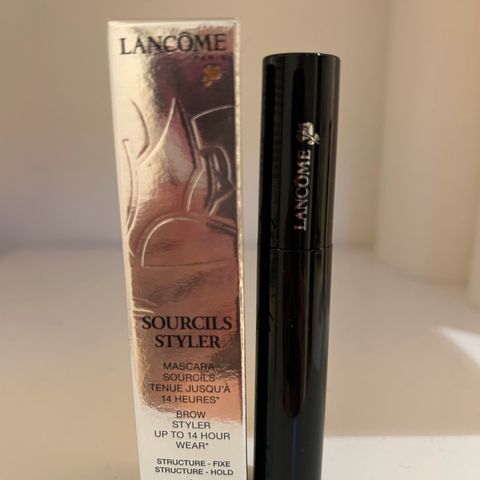 LANCÔME
PARIS
SOURCILS
STYLER
MASCARA
SOURCILS
TENUE JUSQU'À
14 HEURES*
BROW
STYLER
UP TO 14 HOUR
WEAR*
STRUCTURE - FIXE
STRUCTURE - HOLD
LANCÔME